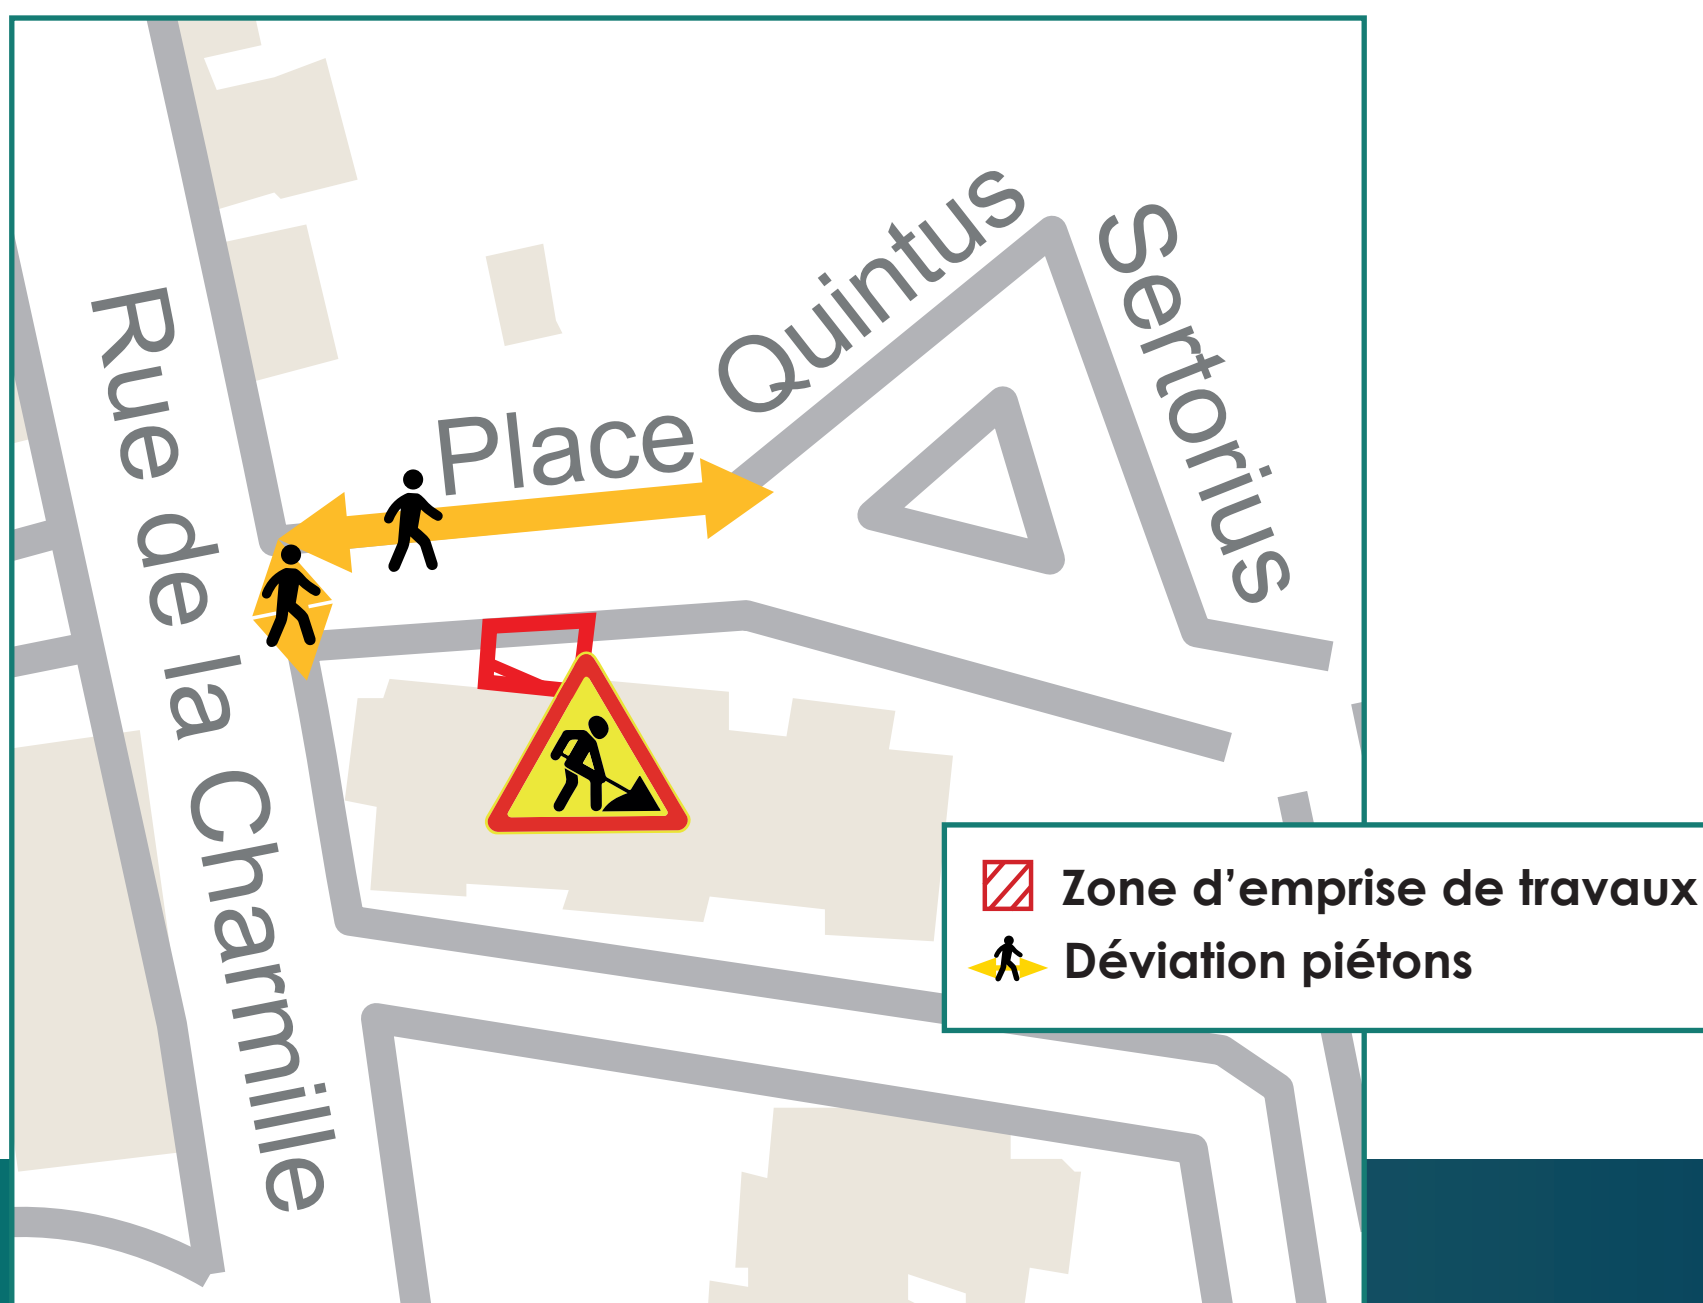 Rue de la Charmille
Place Quintus Sertorius
Zone d’emprise de travaux
Déviation piétons